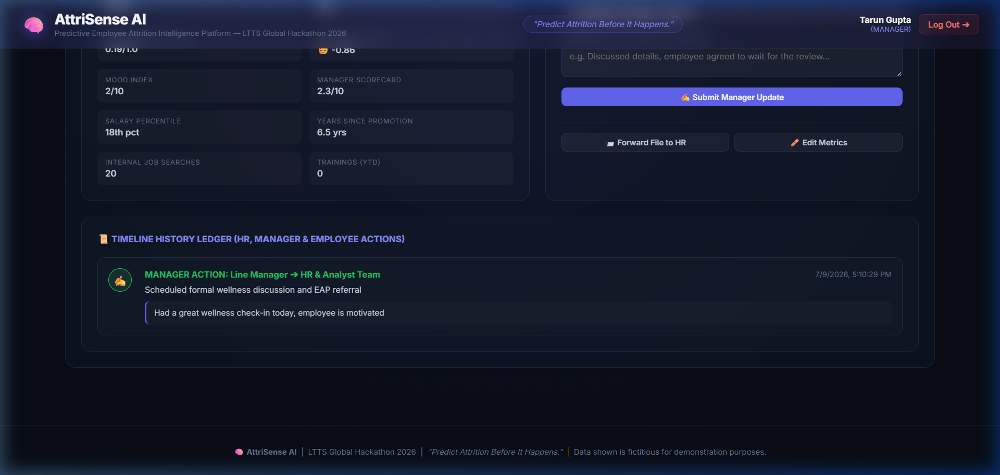 AttriSense AI
Predictive Employee Attrition Intelligence Platform — LTTS Global Hackathon 2026
"Predict Attrition Before It Happens."
Tarun Gupta
(MANAGER)
Log Out ➔
0.19/1.0
-0.86
MOOD INDEX
2/10
MANAGER SCORECARD
2.3/10
SALARY PERCENTILE
18th pct
YEARS SINCE PROMOTION
6.5 yrs
INTERNAL JOB SEARCHES
20
TRAININGS (YTD)
0
e.g. Discussed details, employee agreed to wait for the review...
Submit Manager Update
Forward File to HR
Edit Metrics
TIMELINE HISTORY LEDGER (HR, MANAGER & EMPLOYEE ACTIONS)
MANAGER ACTION: Line Manager ➔ HR & Analyst Team
7/9/2026, 5:10:29 PM
Scheduled formal wellness discussion and EAP referral
Had a great wellness check-in today, employee is motivated
AttriSense AI | LTTS Global Hackathon 2026 | "Predict Attrition Before It Happens." | Data shown is fictitious for demonstration purposes.